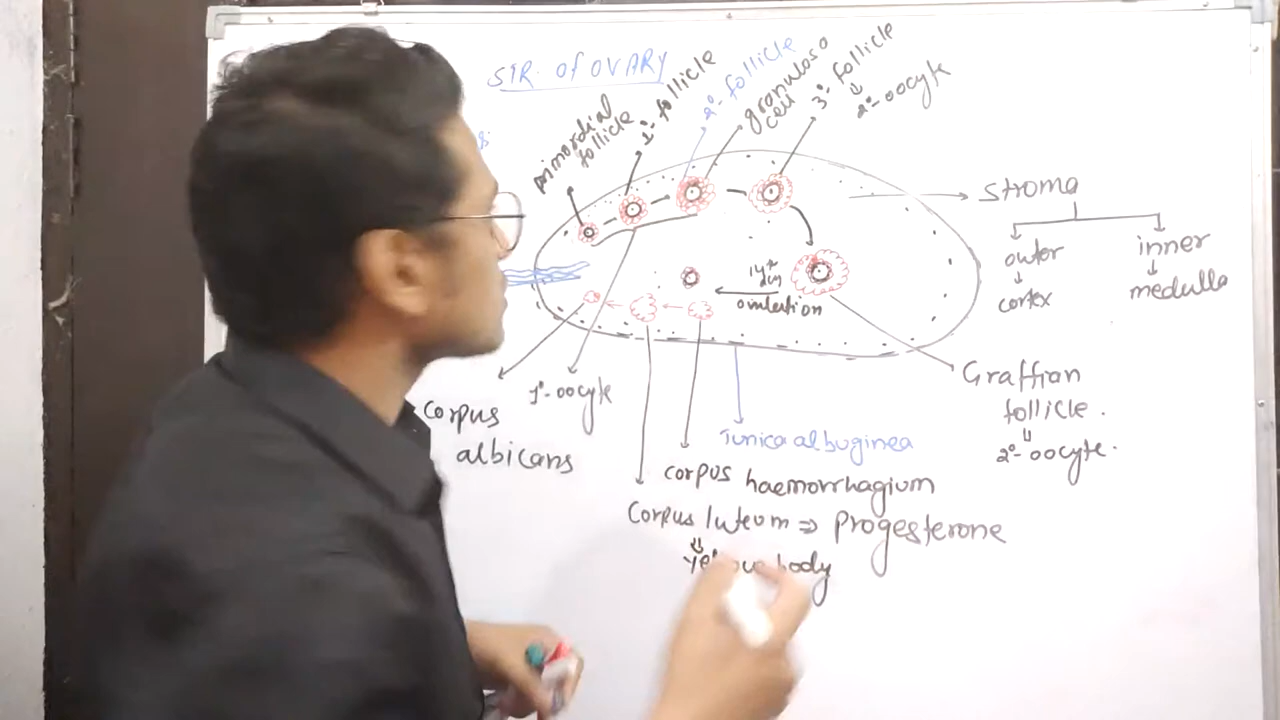 STR. Of OVARY
primordial
follicle
1°-follicle
2°-follicle
granulosa
cell
3° follicle
2°-oocyte
stroma
outer
cortex
inner
medulla
14th
day
ovulation
Graffian
follicle.
2°-oocyte.
1°-oocyte
corpus
albicans
Tunica albuginea
corpus haemorrhagium
Corpus luteum ⇒ Progesterone
body